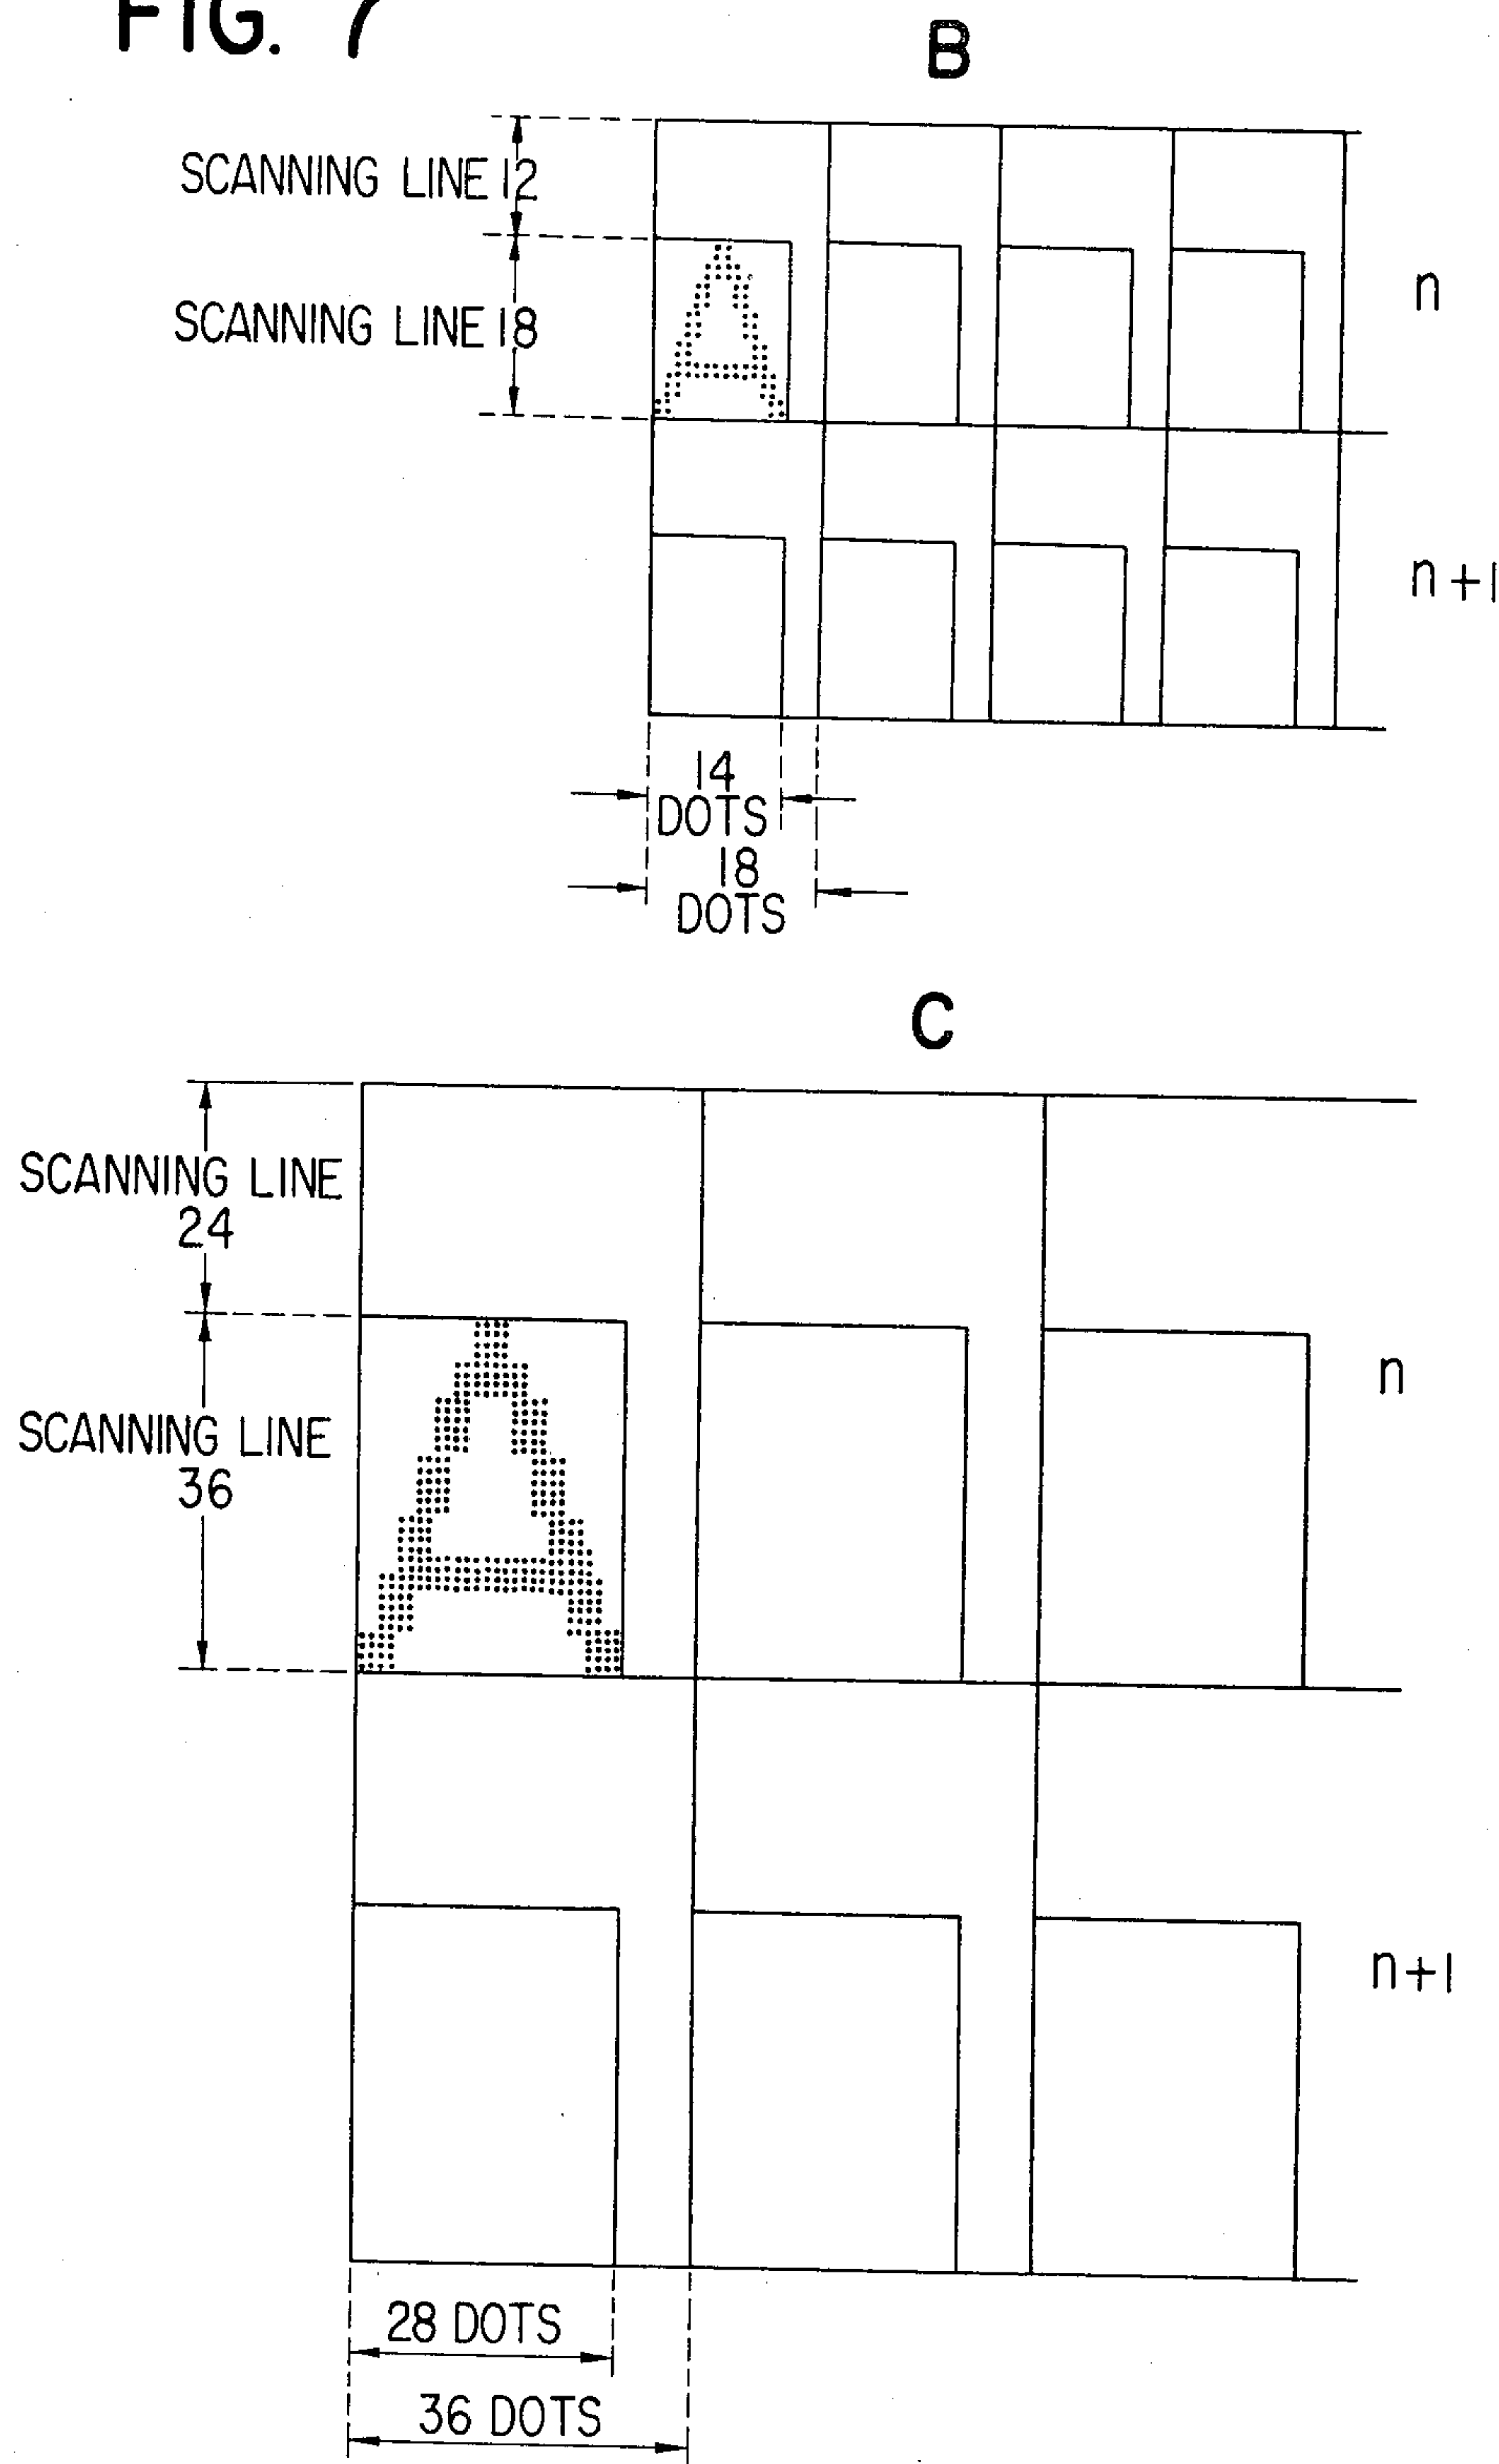 FIG. 7
B
SCANNING LINE 12
SCANNING LINE 18
n
n+1
14
DOTS
18
DOTS
C
SCANNING LINE
24
SCANNING LINE
36
n
n+1
28 DOTS
36 DOTS